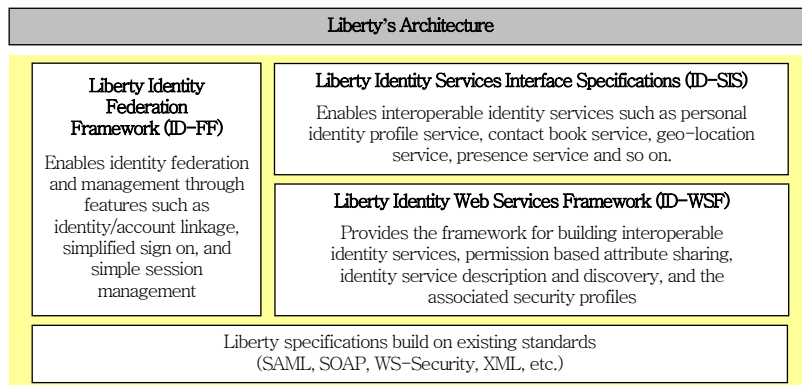 Liberty's Architecture
Liberty Identity
Federation
Framework (ID-FF)
Enables identity federation
and management through
features such as
identity/account linkage,
simplified sign on, and
simple session
management
Liberty Identity Services Interface Specifications (ID-SIS)
Enables interoperable identity services such as personal
identity profile service, contact book service, geo-location
service, presence service and so on.
Liberty Identity Web Services Framework (ID-WSF)
Provides the framework for building interoperable
identity services, permission based attribute sharing,
identity service description and discovery, and the
associated security profiles
Liberty specifications build on existing standards
(SAML, SOAP, WS-Security, XML, etc.)